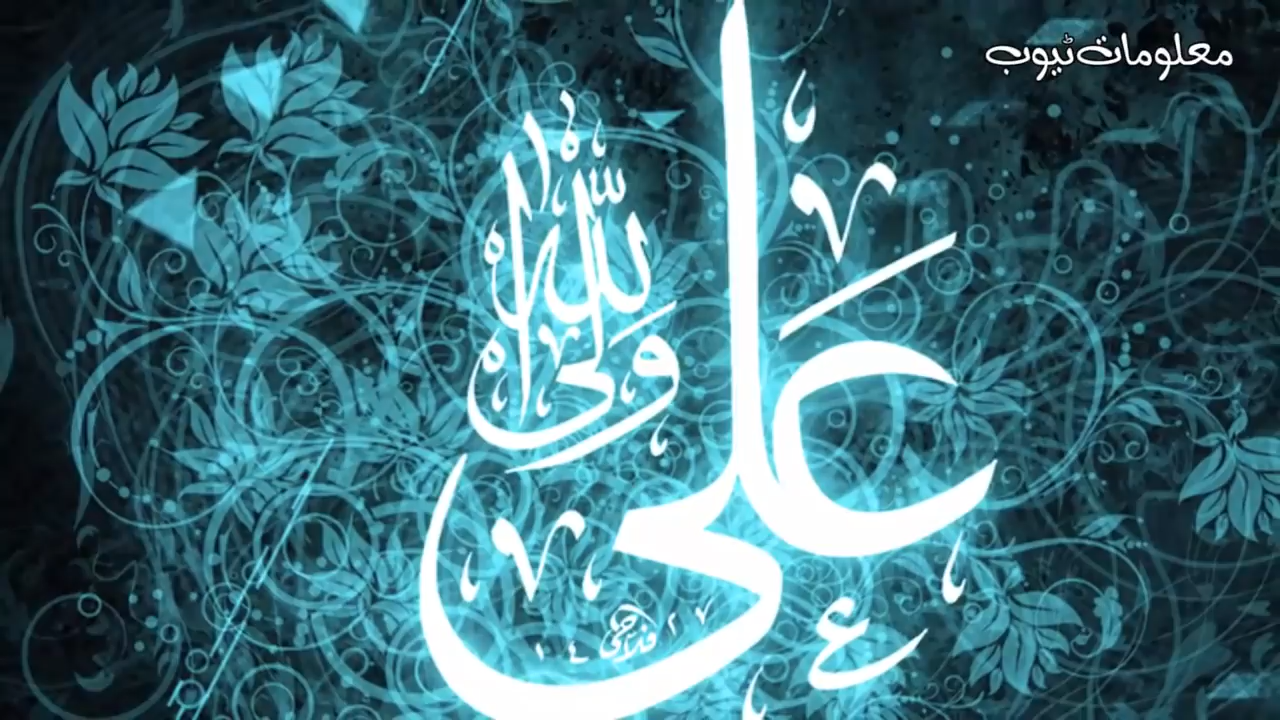 معلومات ٹیوب
علی
ولی الله